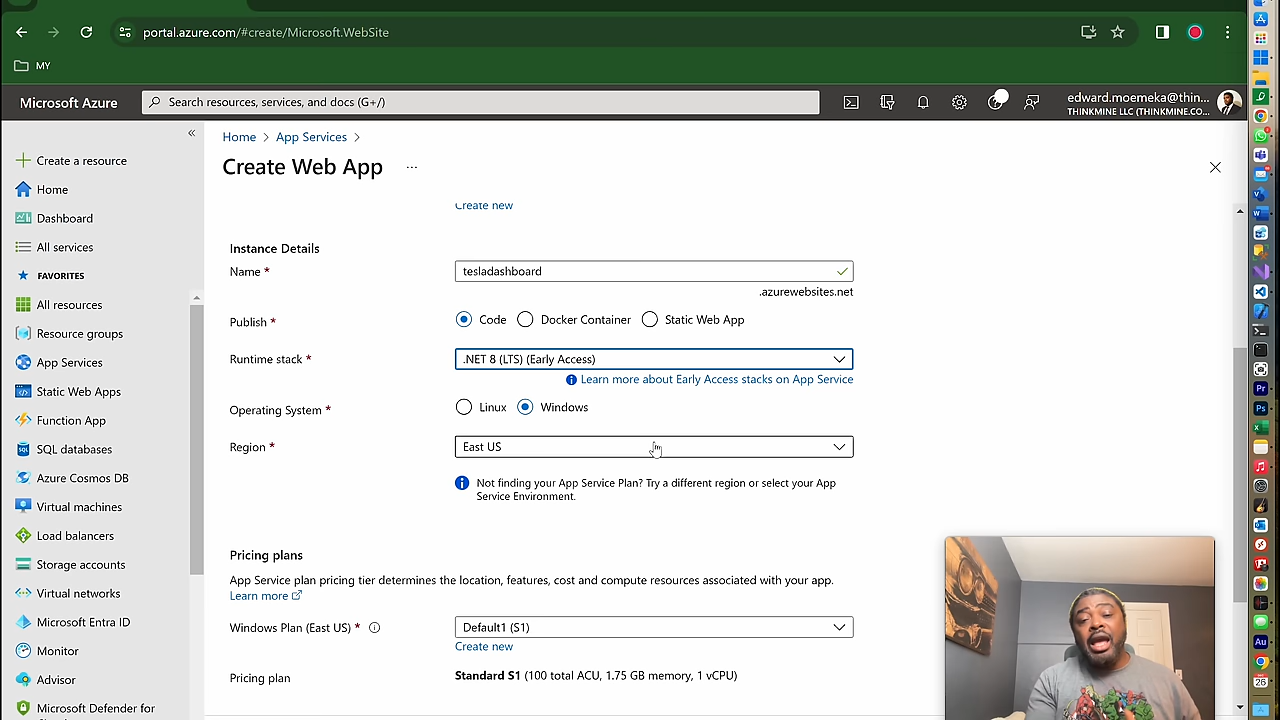 portal.azure.com/#create/Microsoft.WebSite
MY
Microsoft Azure
Search resources, services, and docs (G+/)
edward.moemeka@thin...
THINKMINE LLC (THINKMINE.CO...
Create a resource
Home
Dashboard
All services
FAVORITES
All resources
Resource groups
App Services
Static Web Apps
Function App
SQL databases
Azure Cosmos DB
Virtual machines
Load balancers
Storage accounts
Virtual networks
Microsoft Entra ID
Monitor
Advisor
Microsoft Defender for
Home > App Services >
Create Web App ...
Create new
Instance Details
Name *
tesladashboard
.azurewebsites.net
Publish *
Code
Docker Container
Static Web App
Runtime stack *
.NET 8 (LTS) (Early Access)
Learn more about Early Access stacks on App Service
Operating System *
Linux
Windows
Region *
East US
Not finding your App Service Plan? Try a different region or select your App
Service Environment.
Pricing plans
App Service plan pricing tier determines the location, features, cost and compute resources associated with your app.
Learn more
Windows Plan (East US) *
Default1 (S1)
Create new
Pricing plan
Standard S1 (100 total ACU, 1.75 GB memory, 1 vCPU)
Pr
Ps
Au
26